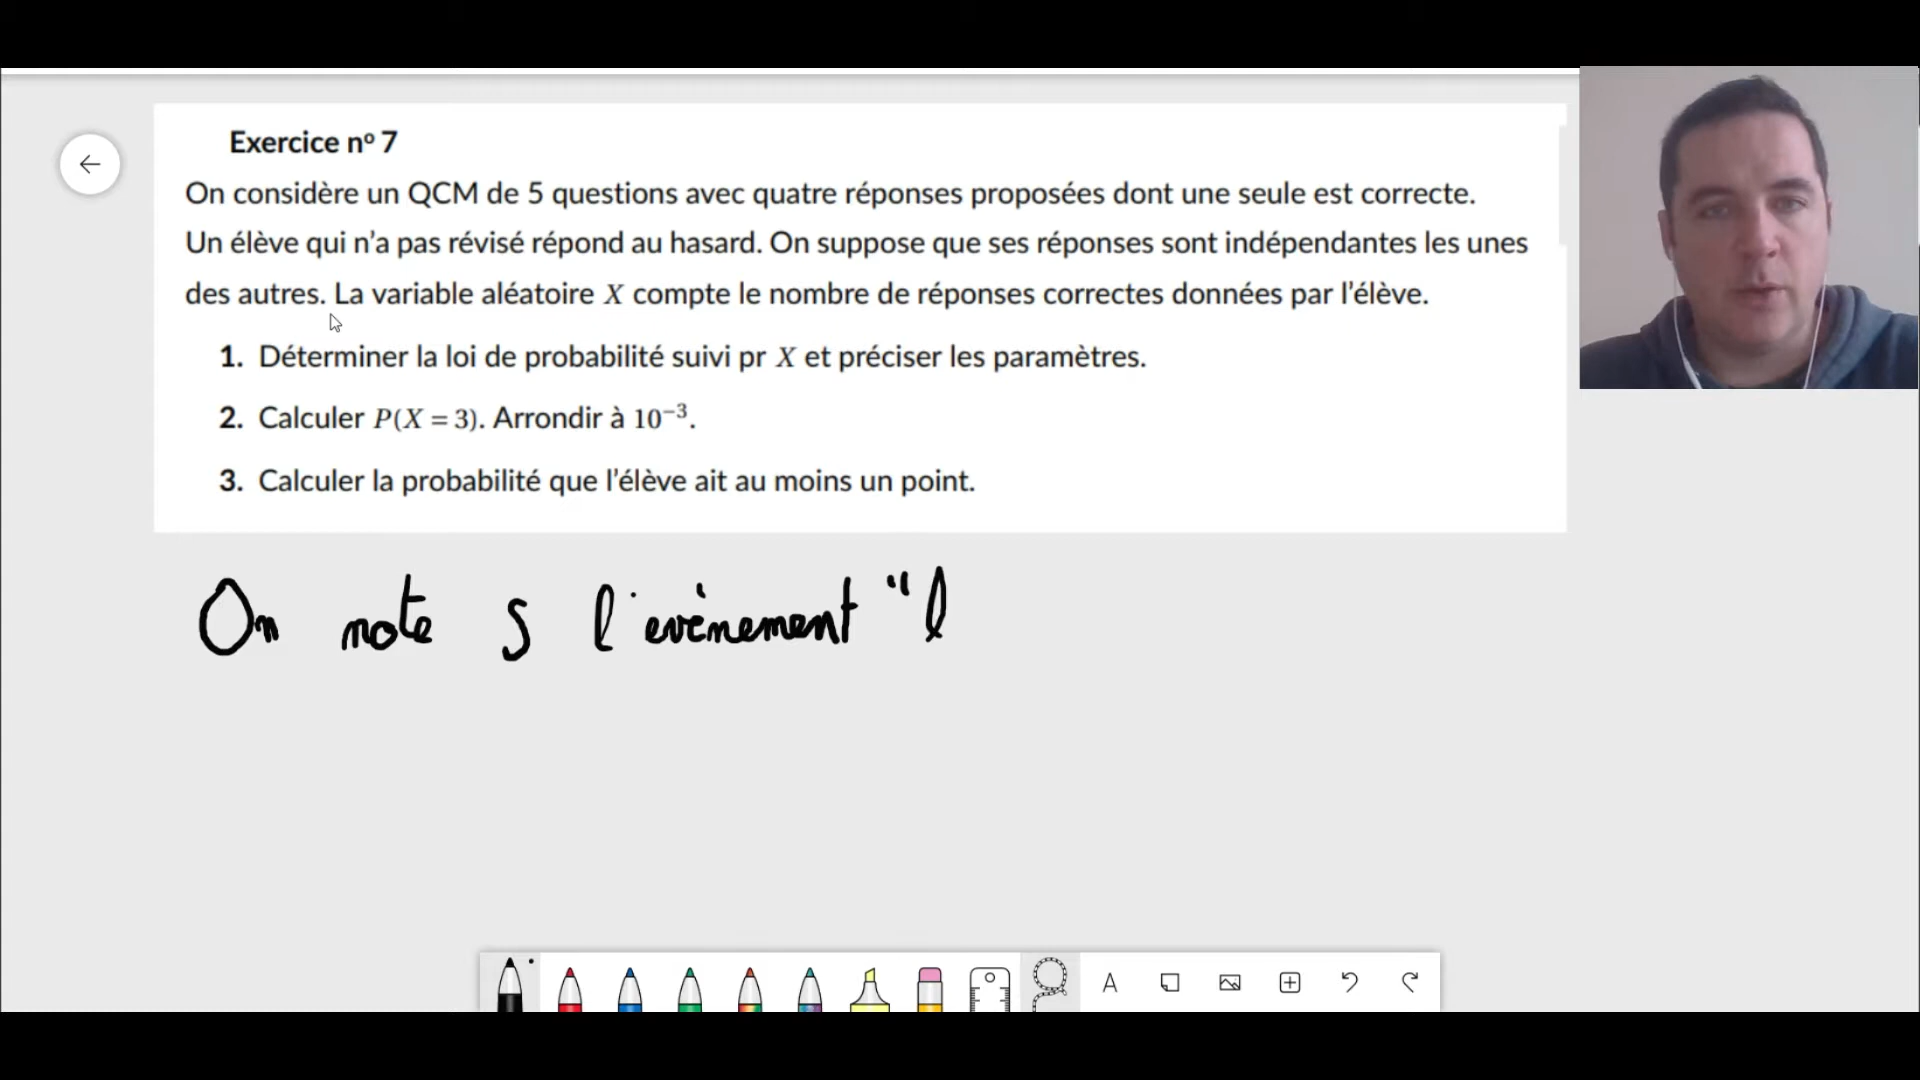 Exercice nº 7
On considère un QCM de 5 questions avec quatre réponses proposées dont une seule est correcte.
Un élève qui n'a pas révisé répond au hasard. On suppose que ses réponses sont indépendantes les unes
des autres. La variable aléatoire X compte le nombre de réponses correctes données par l'élève.
1. Déterminer la loi de probabilité suivi pr X et préciser les paramètres.
2. Calculer P(X = 3). Arrondir à 10⁻³.
3. Calculer la probabilité que l'élève ait au moins un point.
On note S l'evènement "l
A